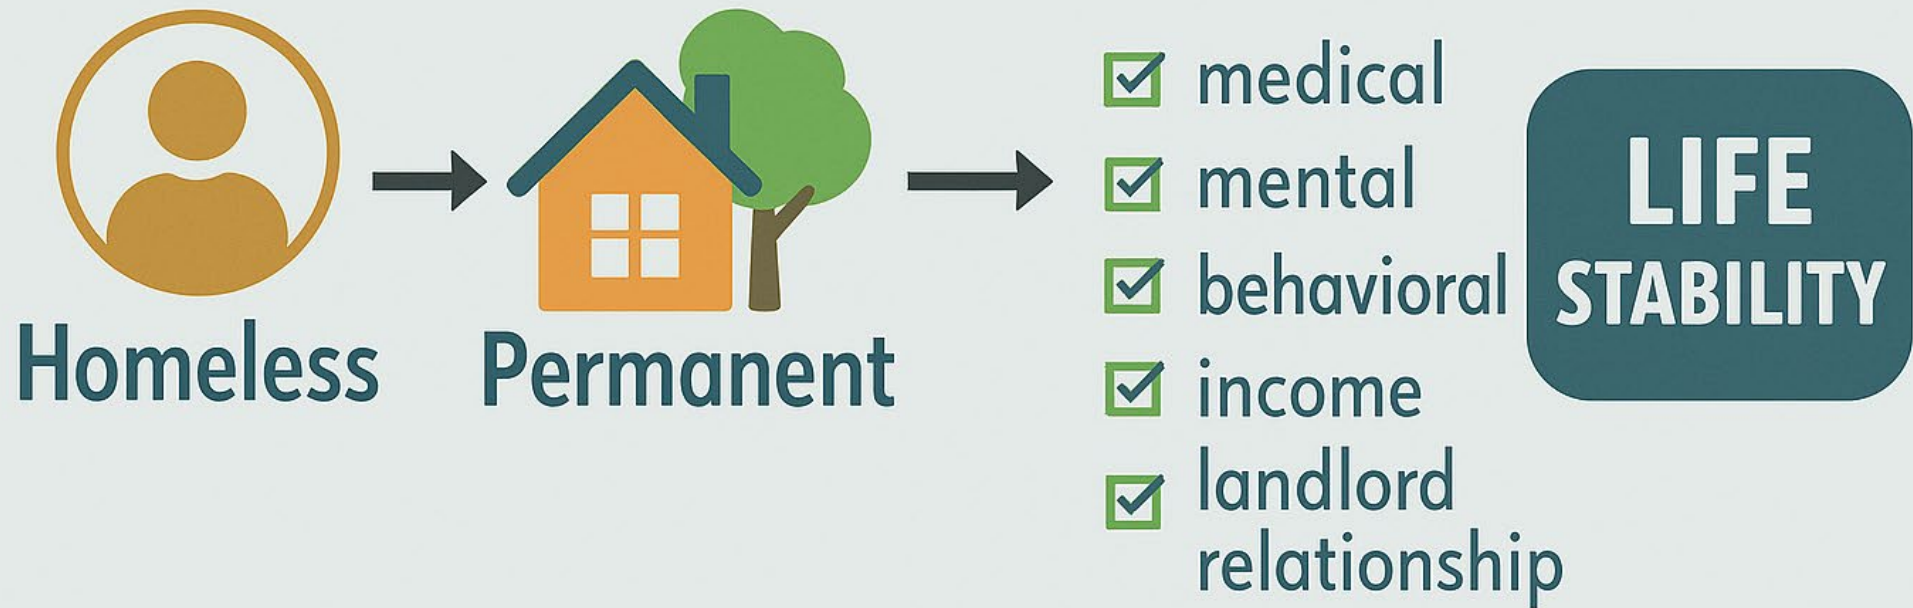 Homeless
Permanent
medical
mental
behavioral
income
landlord
relationship
LIFE
STABILITY